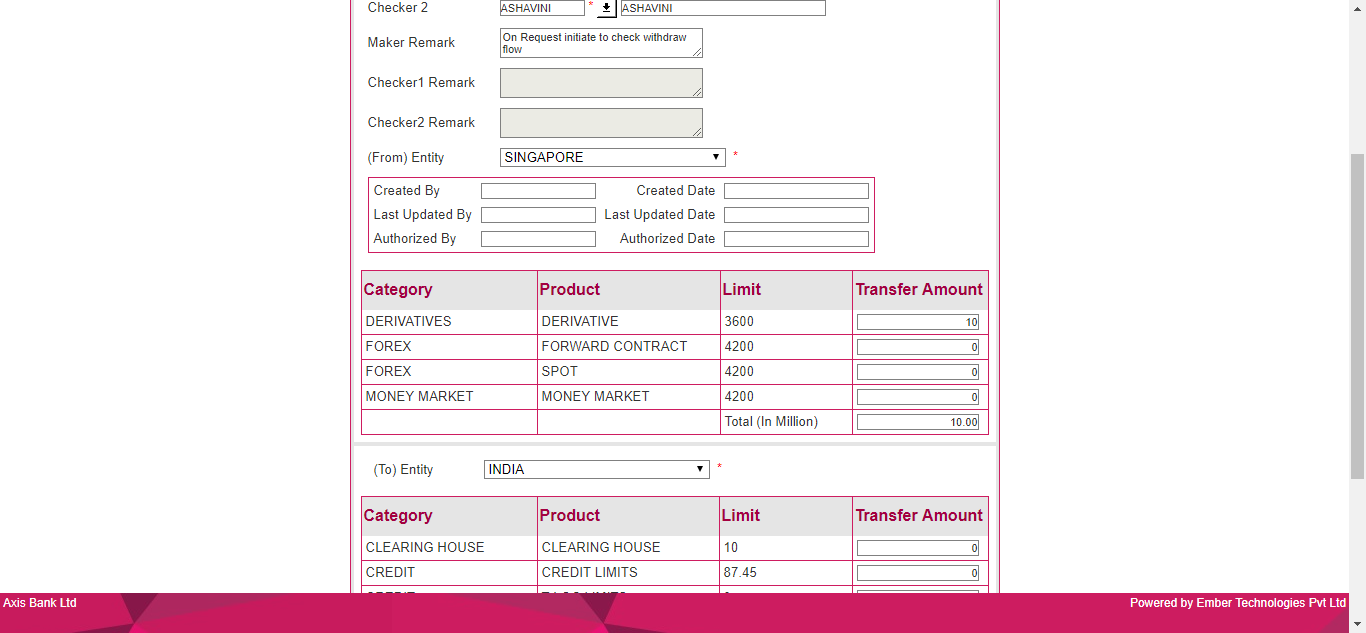 Checker 2 ASHAVINI * ASHAVINI
Maker Remark On Request initiate to check withdraw
flow
Checker1 Remark
Checker2 Remark
(From) Entity SINGAPORE *
Created By Created Date
Last Updated By Last Updated Date
Authorized By Authorized Date
Category Product Limit Transfer Amount
DERIVATIVES DERIVATIVE 3600 10
FOREX FORWARD CONTRACT 4200 0
FOREX SPOT 4200 0
MONEY MARKET MONEY MARKET 4200 0
Total (In Million) 10.00
(To) Entity INDIA *
Category Product Limit Transfer Amount
CLEARING HOUSE CLEARING HOUSE 10 0
CREDIT CREDIT LIMITS 87.45 0
Axis Bank Ltd Powered by Ember Technologies Pvt Ltd